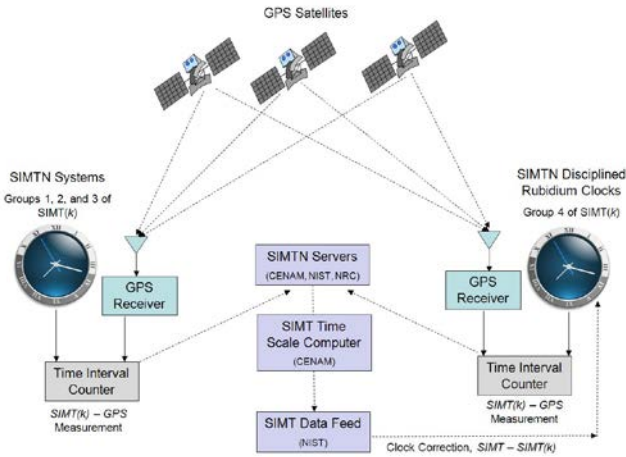 GPS Satellites
SIMTN Systems
Groups 1, 2, and 3 of
SIMT(k)
SIMTN Disciplined
Rubidium Clocks
Group 4 of SIMT(k)
GPS
Receiver
SIMTN Servers
(CENAM, NIST, NRC)
GPS
Receiver
SIMT Time
Scale Computer
(CENAM)
Time Interval
Counter
SIMT(k) – GPS
Measurement
Time Interval
Counter
SIMT(k) – GPS
Measurement
SIMT Data Feed
(NIST)
Clock Correction, SIMT – SIMT(k)